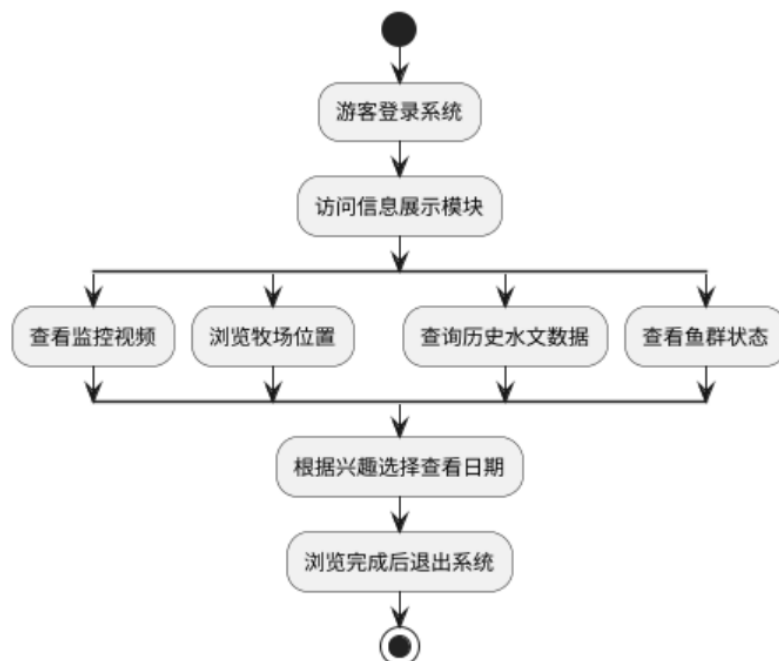 游客登录系统
访问信息展示模块
查看监控视频
浏览牧场位置
查询历史水文数据
查看鱼群状态
根据兴趣选择查看日期
浏览完成后退出系统